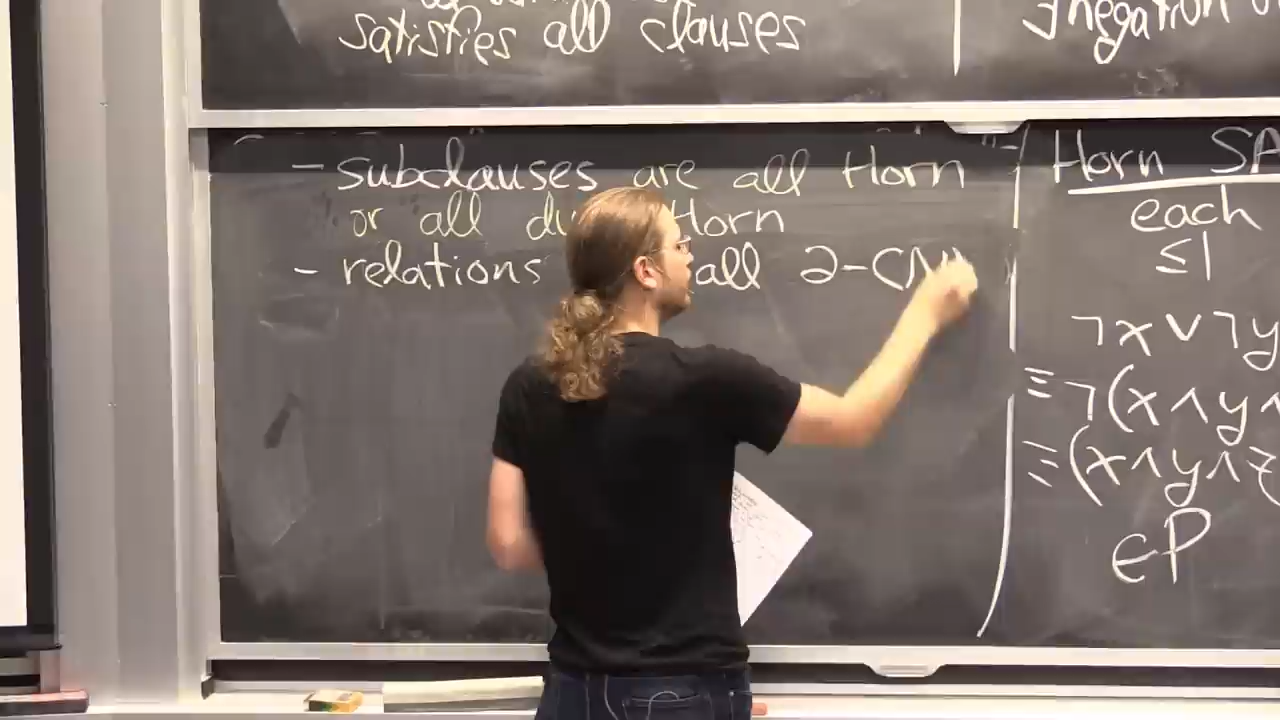 satisfies all clauses
negation
- subclauses are all Horn
or all Horn
- relations all 2-CN
Horn SA
each
≤1
¬x∨¬y
≡¬(x∧y∧
≡(x∧y∧z
∈P